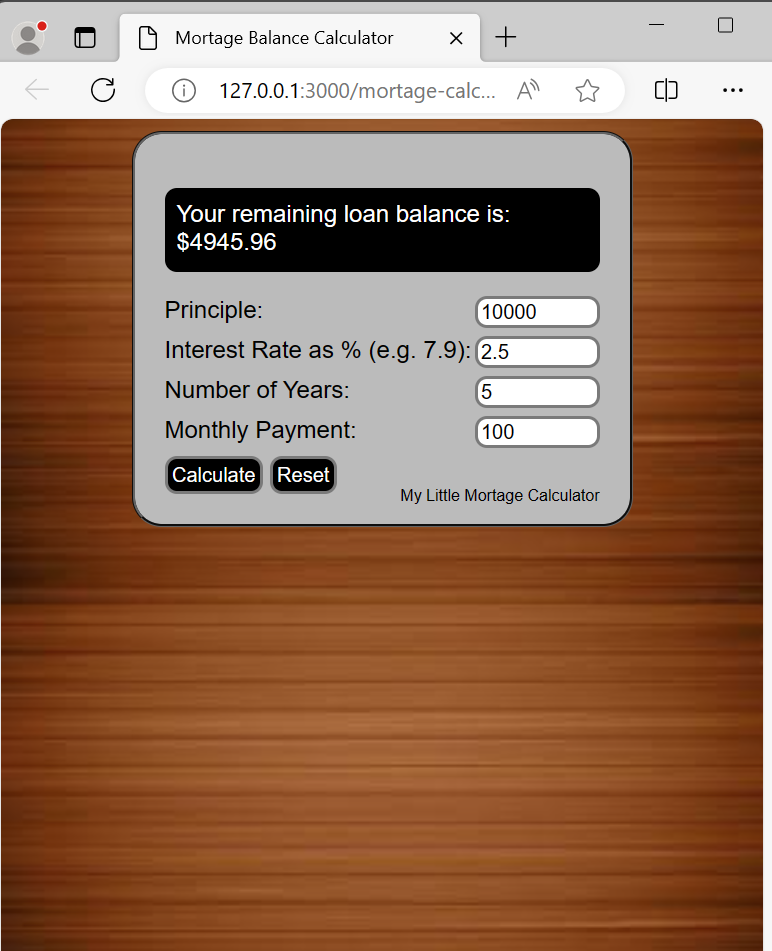 Mortage Balance Calculator
127.0.0.1:3000/mortage-calc...
Your remaining loan balance is:
$4945.96
Principle: 10000
Interest Rate as % (e.g. 7.9): 2.5
Number of Years: 5
Monthly Payment: 100
Calculate Reset
My Little Mortage Calculator